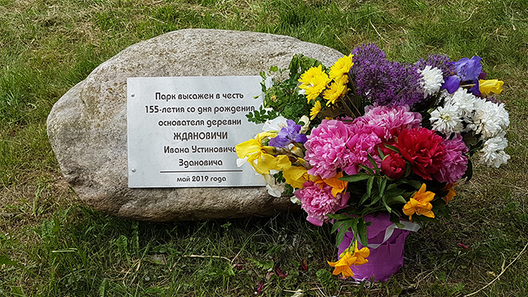 Парк высажен в честь
155-летия со дня рождения
основателя деревни
ЖДАНОВИЧИ
Ивана Устиновича
Здановича
май 2019 года